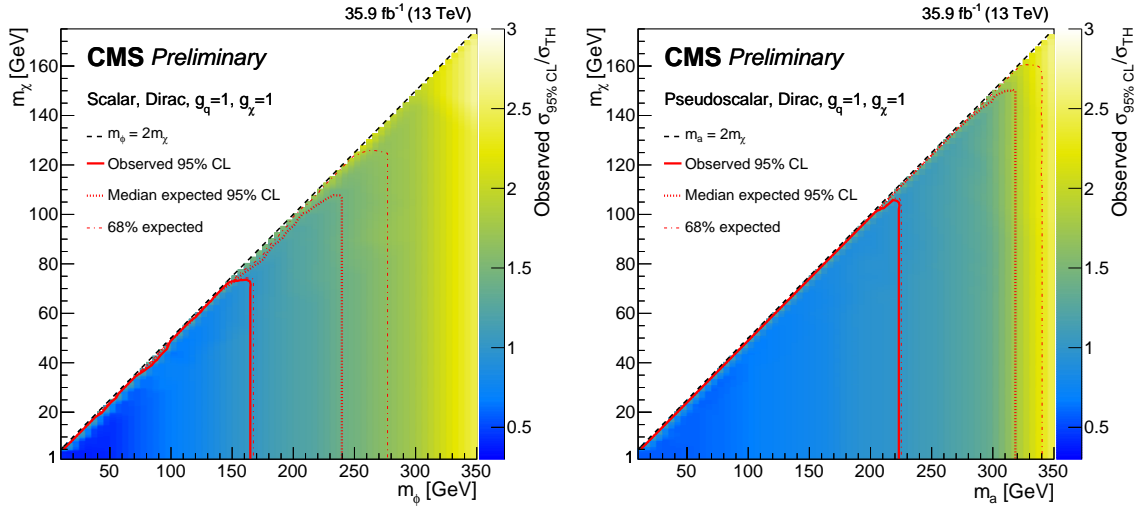 35.9 fb⁻¹ (13 TeV)
CMS Preliminary
Scalar, Dirac, g_q=1, g_χ=1
m_ϕ = 2m_χ
Observed 95% CL
Median expected 95% CL
68% expected
m_χ [GeV]
160
140
120
100
80
60
40
20
1
50
100
150
200
250
300
350
m_ϕ [GeV]
3
2.5
2
1.5
1
0.5
Observed σ_95% CL/σ_TH
35.9 fb⁻¹ (13 TeV)
CMS Preliminary
Pseudoscalar, Dirac, g_q=1, g_χ=1
m_a = 2m_χ
Observed 95% CL
Median expected 95% CL
68% expected
m_χ [GeV]
160
140
120
100
80
60
40
20
1
50
100
150
200
250
300
350
m_a [GeV]
3
2.5
2
1.5
1
0.5
Observed σ_95% CL/σ_TH